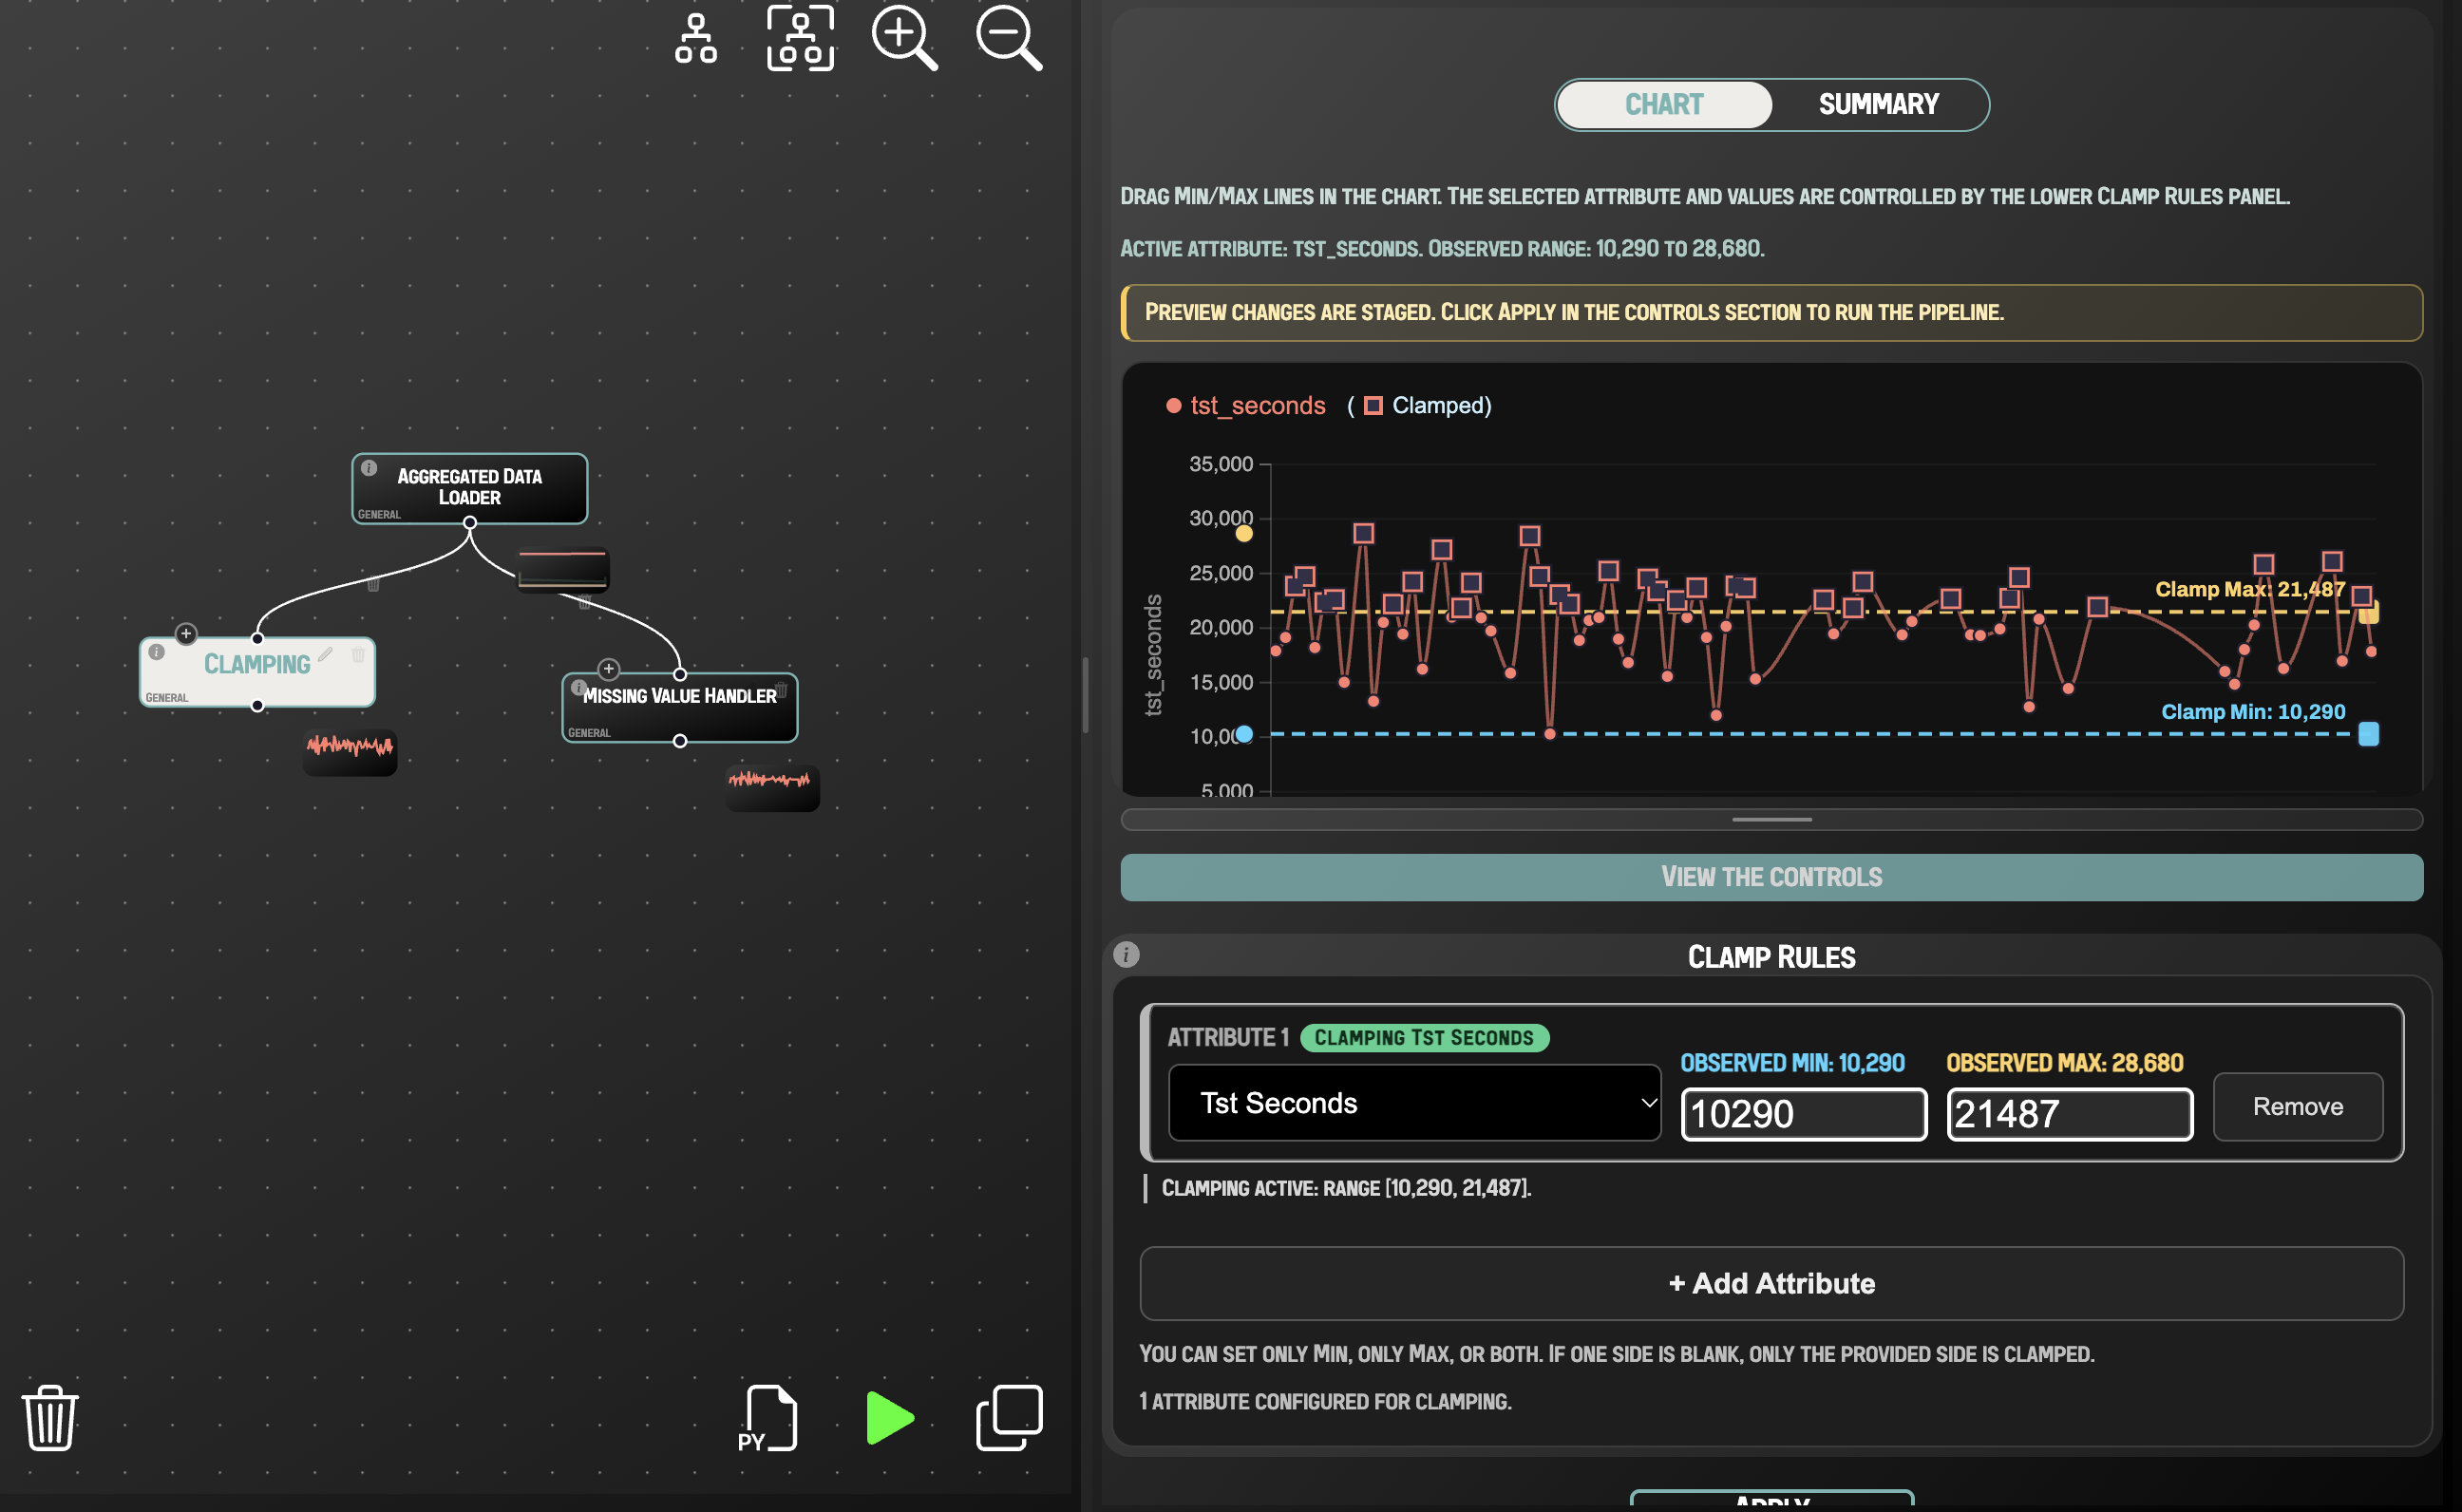 Aggregated Data
Loader
General
Clamping
General
Missing Value Handler
General
PY
CHART
SUMMARY
Drag Min/Max lines in the chart. The selected attribute and values are controlled by the lower Clamp Rules panel.
Active attribute: tst_seconds. Observed range: 10,290 to 28,680.
Preview changes are staged. Click Apply in the controls section to run the pipeline.
tst_seconds ( Clamped)
35,000
30,000
25,000
20,000
15,000
10,000
5,000
tst_seconds
Clamp Max: 21,487
Clamp Min: 10,290
View the controls
Clamp Rules
Attribute 1 Clamping Tst Seconds
Observed Min: 10,290 Observed Max: 28,680
Tst Seconds 10290 21487 Remove
Clamping active: range [10,290, 21,487].
+ Add Attribute
You can set only Min, only Max, or both. If one side is blank, only the provided side is clamped.
1 attribute configured for clamping.
Apply